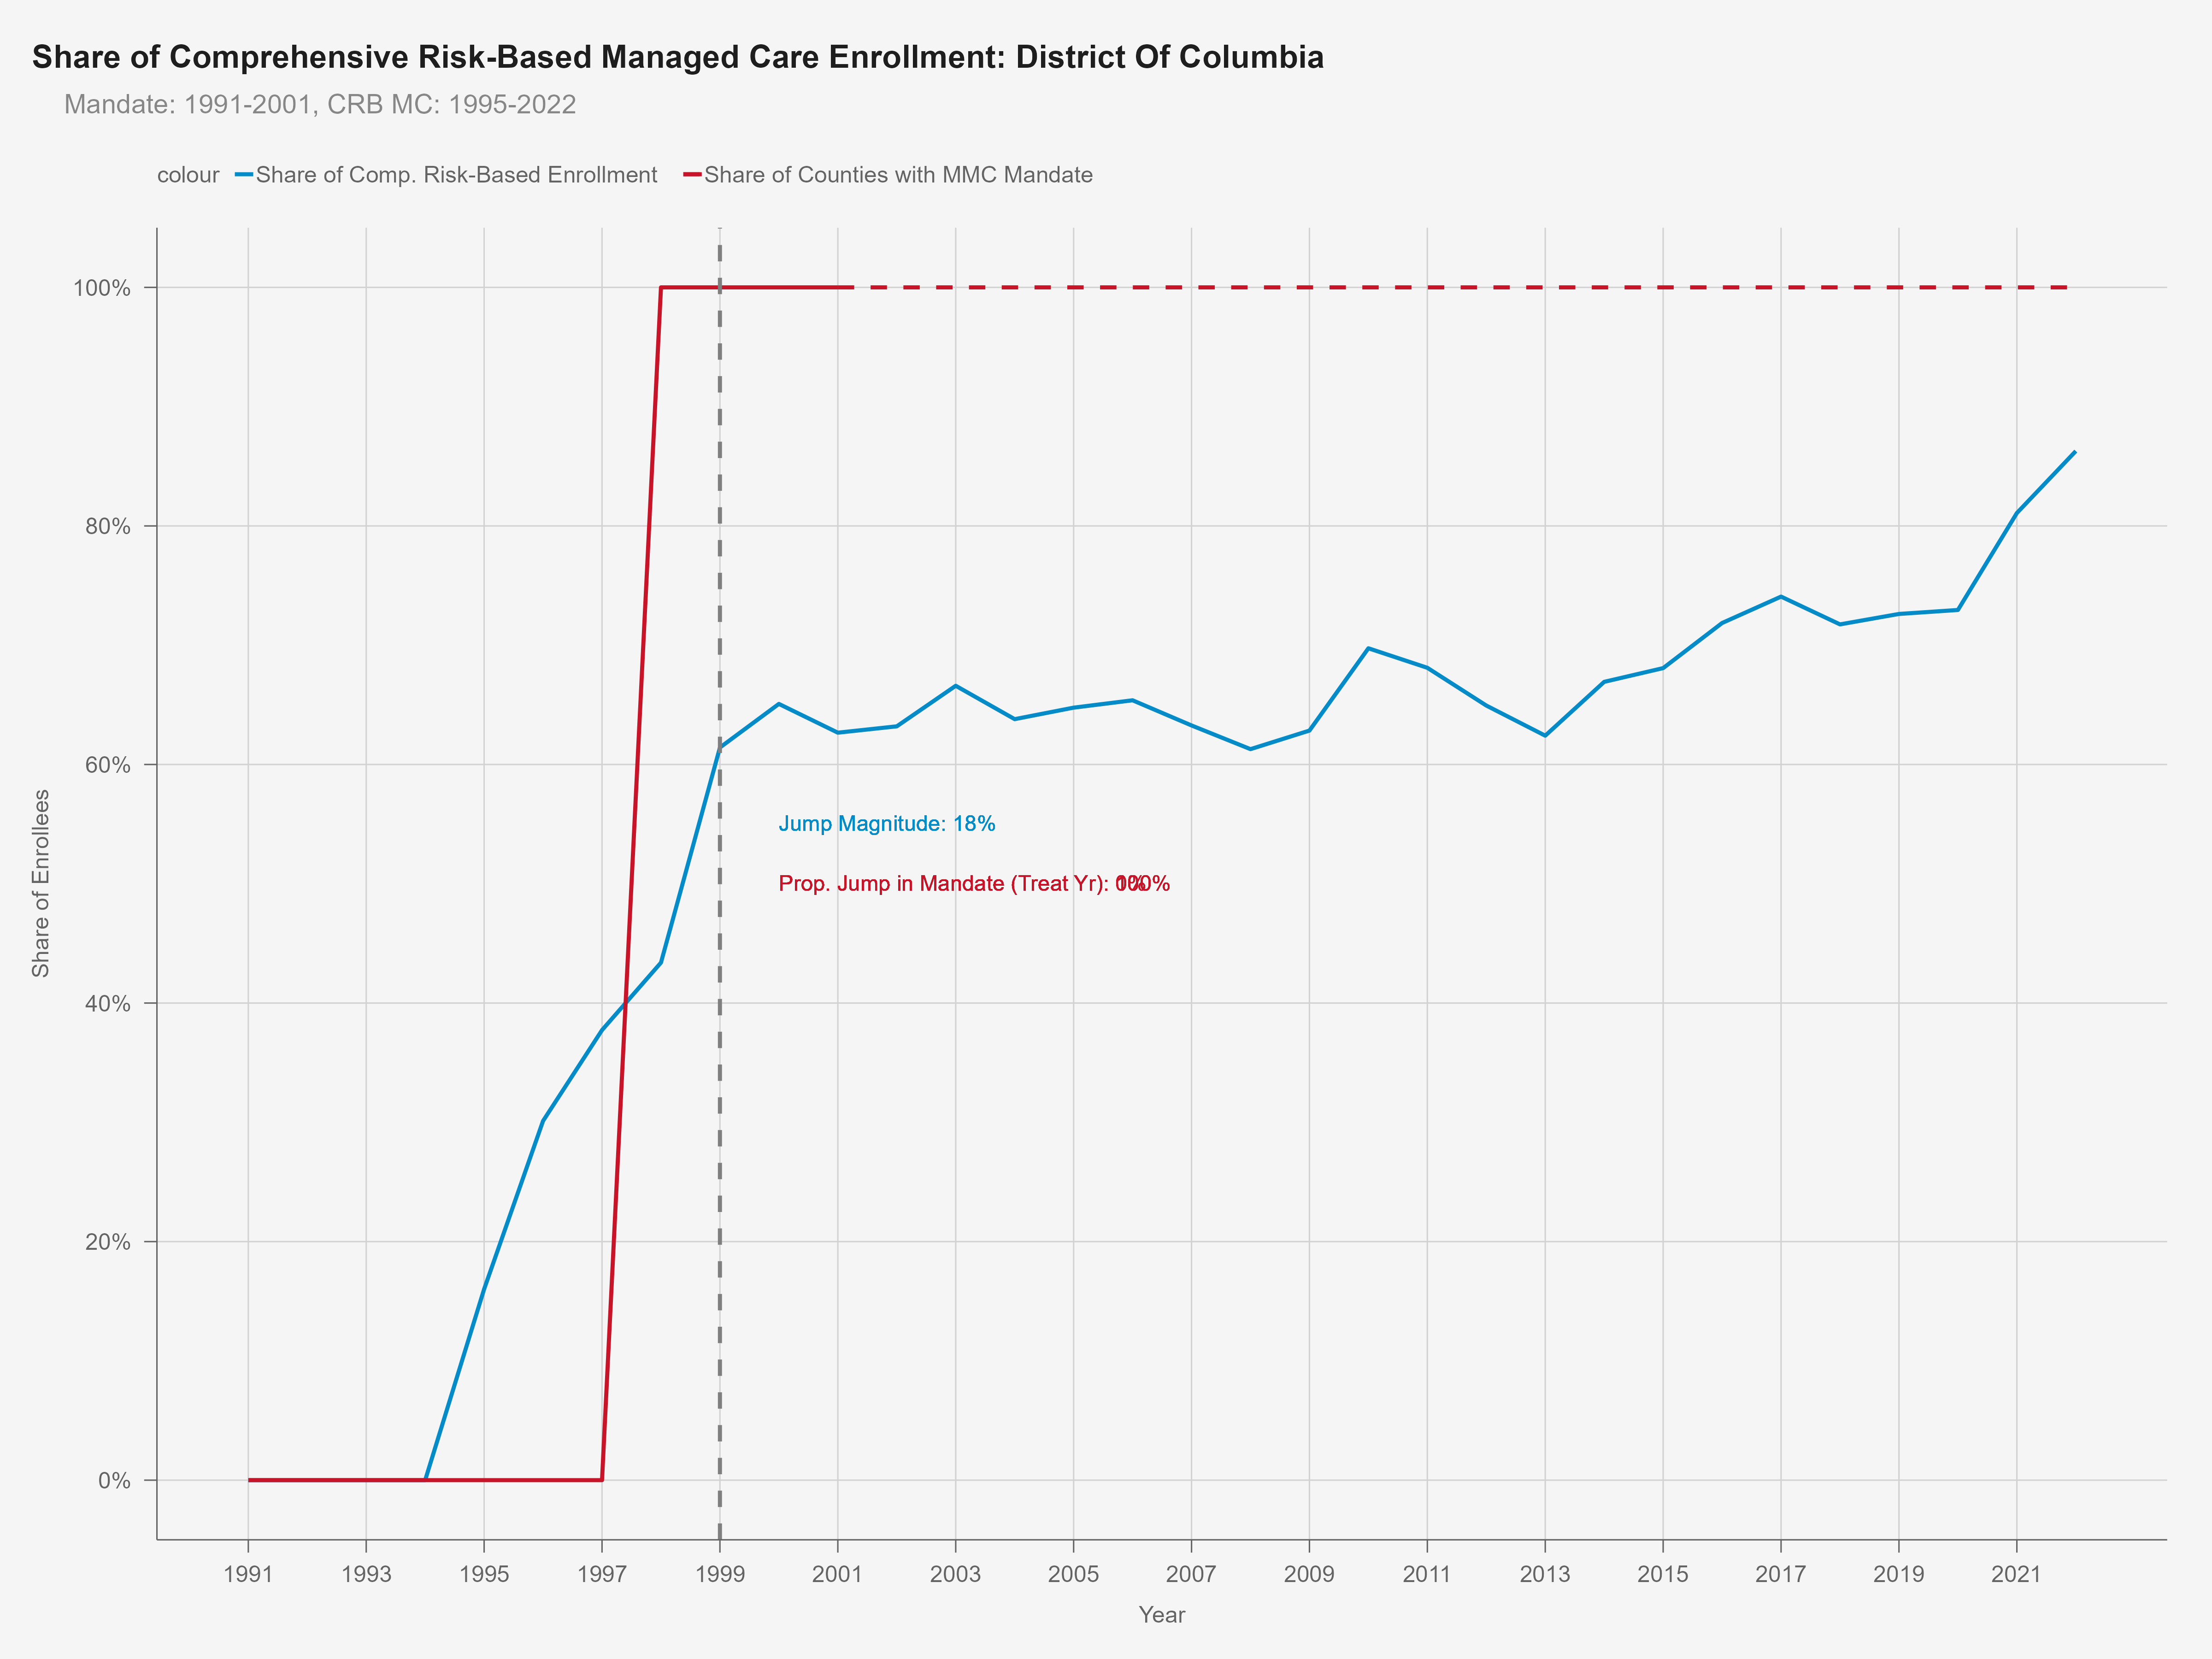 Share of Comprehensive Risk-Based Managed Care Enrollment: District Of Columbia
Mandate: 1991-2001, CRB MC: 1995-2022
colour Share of Comp. Risk-Based Enrollment Share of Counties with MMC Mandate
100%
80%
60%
40%
20%
0%
Share of Enrollees
Jump Magnitude: 18%
Prop. Jump in Mandate (Treat Yr):
1991 1993 1995 1997 1999 2001 2003 2005 2007 2009 2011 2013 2015 2017 2019 2021
Year